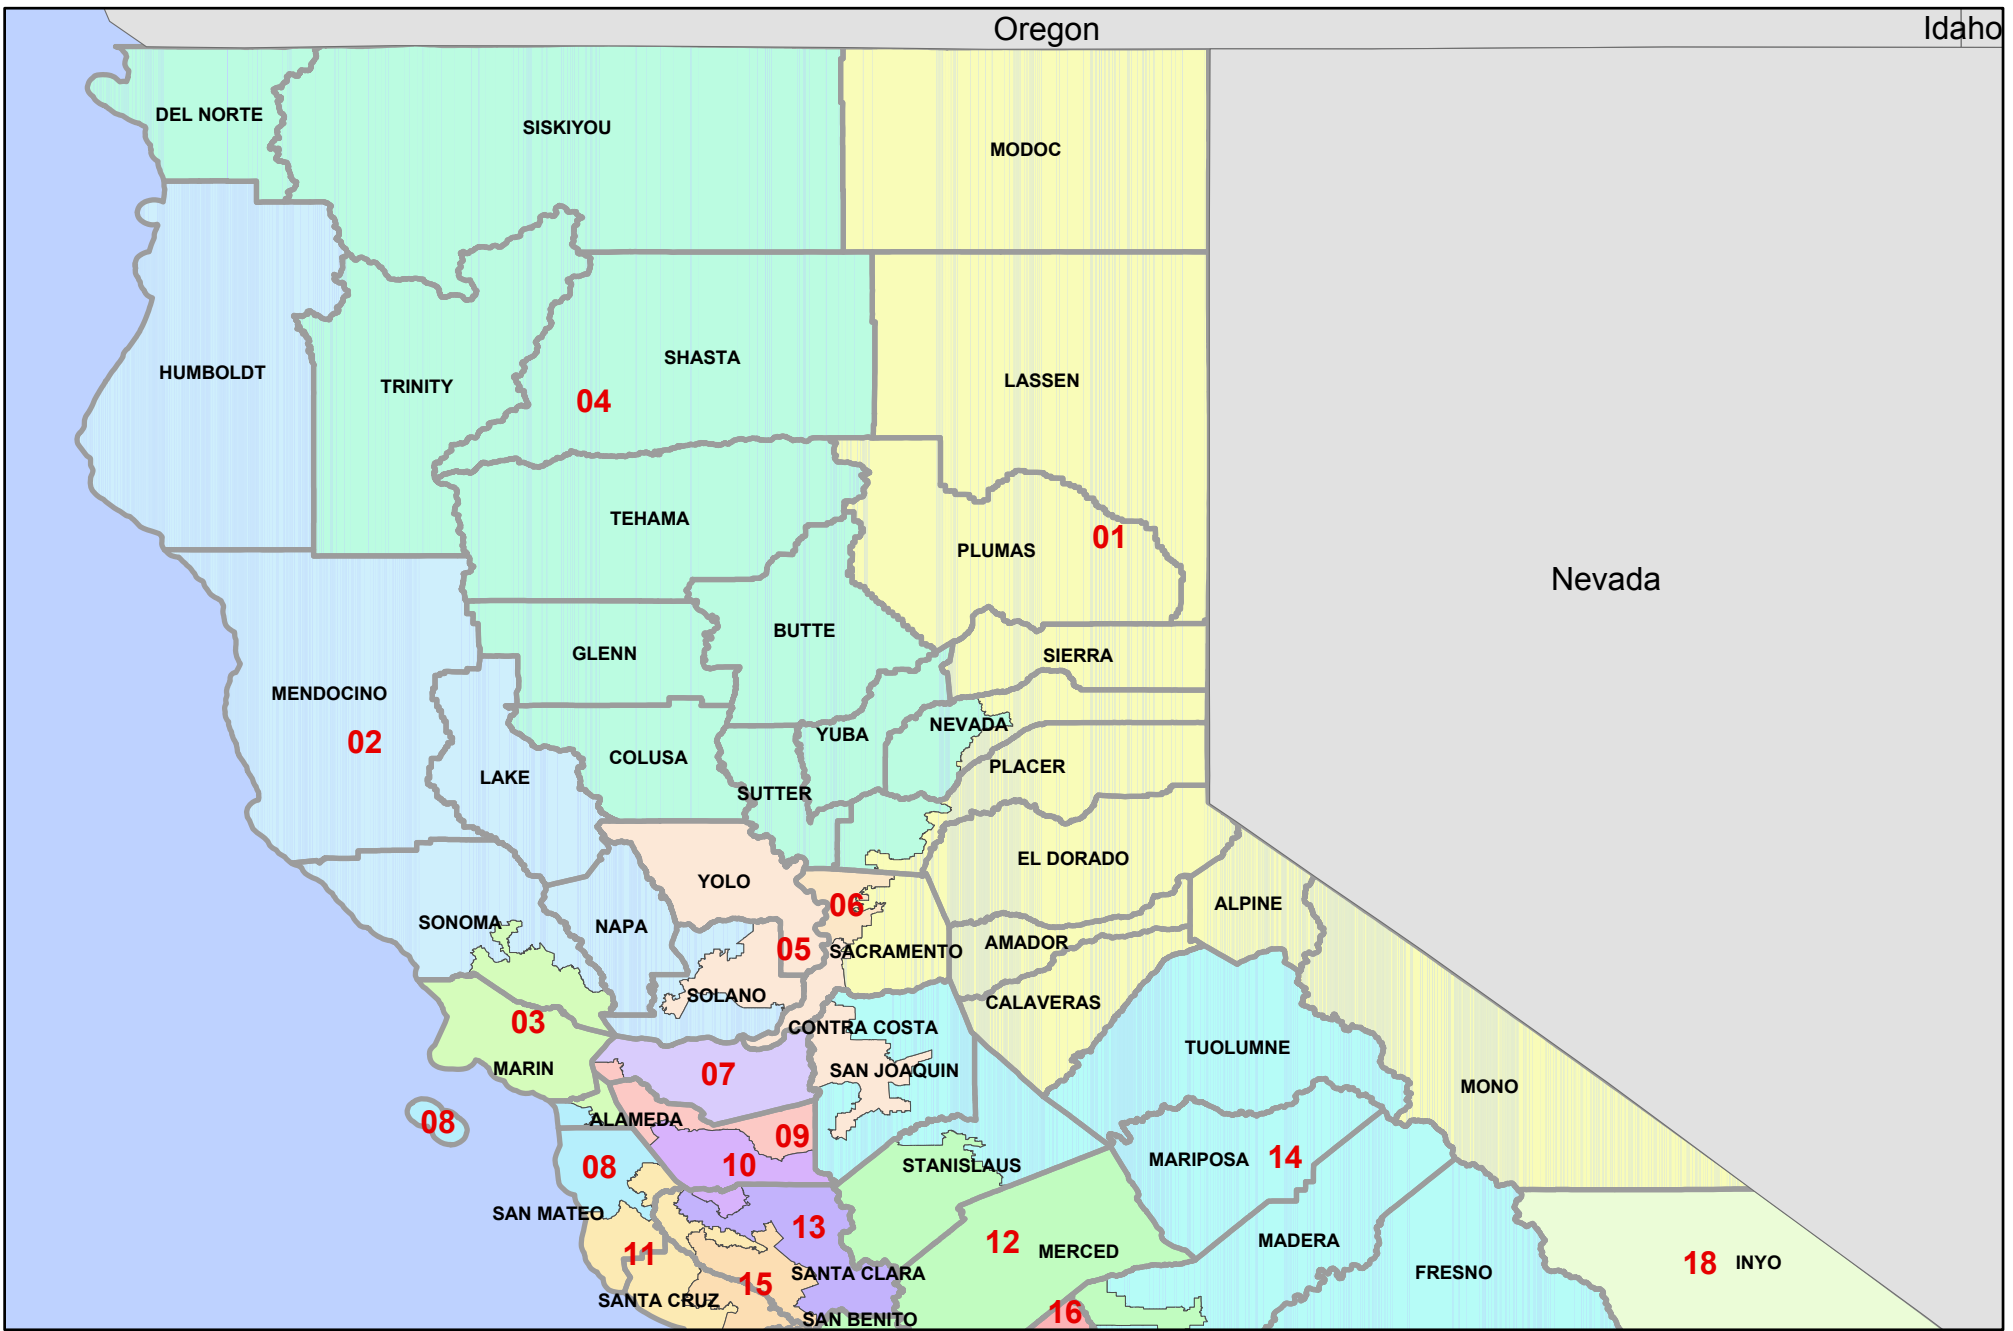 Oregon
Idaho
DEL NORTE
SISKIYOU
MODOC
HUMBOLDT
TRINITY
SHASTA
04
LASSEN
TEHAMA
PLUMAS
01
Nevada
BUTTE
GLENN
SIERRA
MENDOCINO
02
LAKE
COLUSA
YUBA
NEVADA
PLACER
SUTTER
EL DORADO
YOLO
06
ALPINE
SONOMA
NAPA
05
SACRAMENTO
AMADOR
SOLANO
CALAVERAS
03
CONTRA COSTA
TUOLUMNE
MARIN
07
SAN JOAQUIN
MONO
08
ALAMEDA
09
08
10
STANISLAUS
MARIPOSA
14
SAN MATEO
13
11
12
MERCED
MADERA
18
INYO
SANTA CLARA
15
FRESNO
SANTA CRUZ
SAN BENITO
16